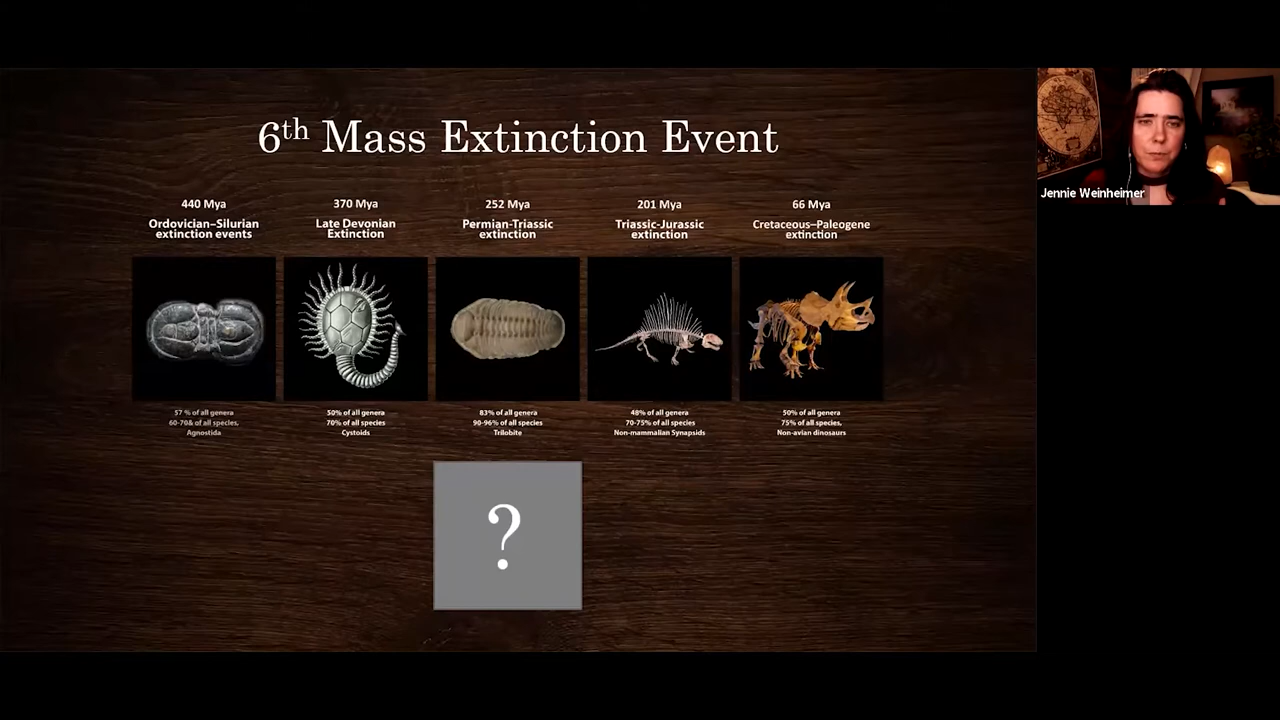 6th Mass Extinction Event
440 Mya
Ordovician–Silurian
extinction events
370 Mya
Late Devonian
Extinction
252 Mya
Permian-Triassic
extinction
201 Mya
Triassic-Jurassic
extinction
66 Mya
Cretaceous–Paleogene
extinction
57 % of all genera
60-70& of all species,
Agnostida
50% of all genera
70% of all species
Cystoids
83% of all genera
90-96% of all species
Trilobite
48% of all genera
70-75% of all species
Non-mammalian Synapsids
50% of all genera
75% of all species,
Non-avian dinosaurs
?
Jennie Weinheimer